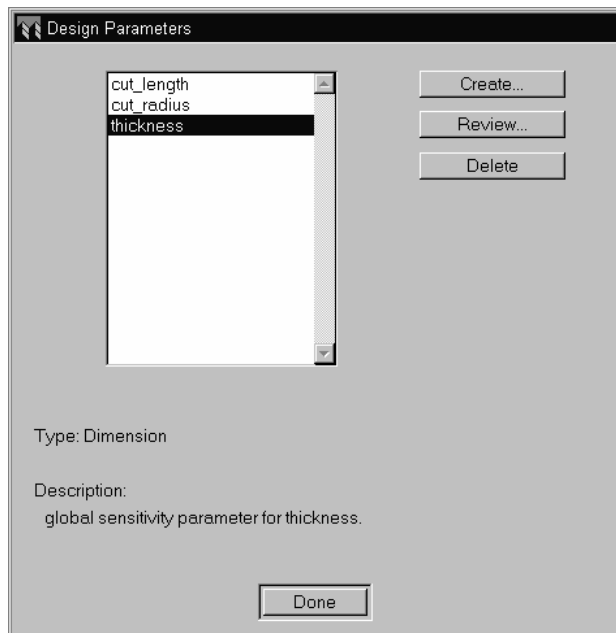 Design Parameters
cut_length
cut_radius
thickness
Create...
Review...
Delete
Type: Dimension
Description:
global sensitivity parameter for thickness.
Done